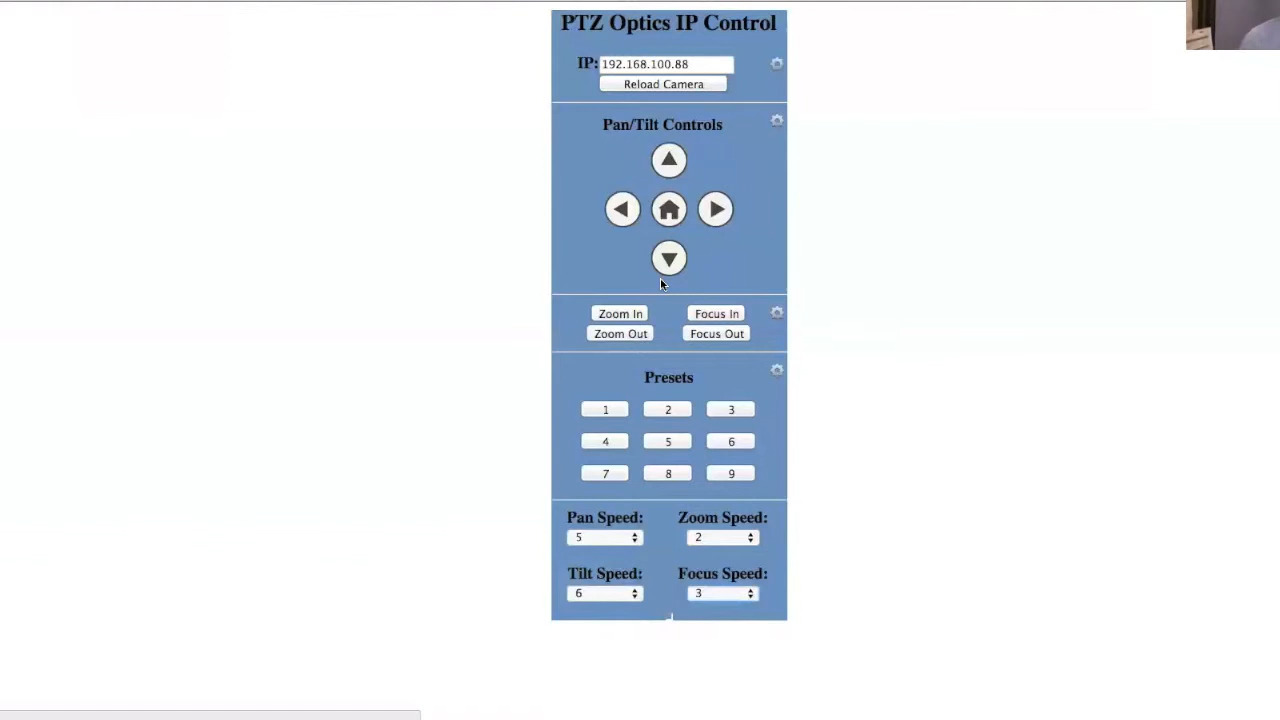 PTZ Optics IP Control
IP: 192.168.100.88
Reload Camera
Pan/Tilt Controls
Zoom In Focus In
Zoom Out Focus Out
Presets
1 2 3
4 5 6
7 8 9
Pan Speed: Zoom Speed:
5 2
Tilt Speed: Focus Speed:
6 3